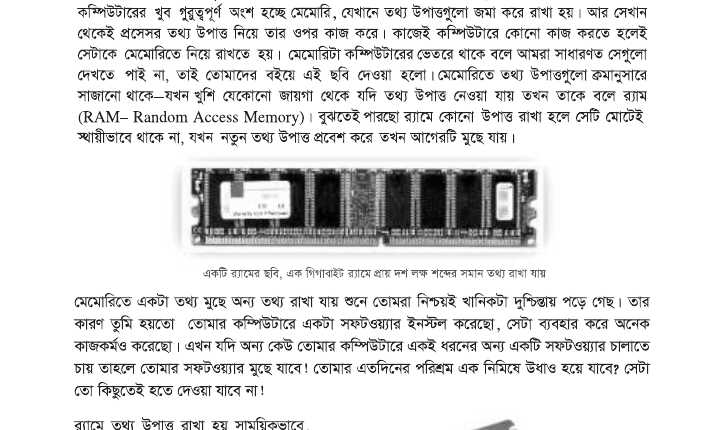 কম্পিউটারের খুব গুরুত্বপূর্ণ অংশ হচ্ছে মেমোরি, যেখানে তথ্য উপাত্তগুলো জমা করে রাখা হয়। আর সেখান
থেকেই প্রসেসর তথ্য উপাত্ত নিয়ে তার ওপর কাজ করে। কাজেই কম্পিউটারে কোনো কাজ করতে হলেই
সেটাকে মেমোরিতে নিয়ে রাখতে হয়। মেমোরিটা কম্পিউটারের ভেতরে থাকে বলে আমরা সাধারণত সেগুলো
দেখতে পাই না, তাই তোমাদের বইয়ে এই ছবি দেওয়া হলো। মেমোরিতে তথ্য উপাত্তগুলো ক্রমানুসারে
সাজানো থাকে—যখন খুশি যেকোনো জায়গা থেকে যদি তথ্য উপাত্ত নেওয়া যায় তখন তাকে বলে র‍্যাম
(RAM– Random Access Memory)। বুঝতেই পারছো র‍্যামে কোনো উপাত্ত রাখা হলে সেটি মোটেই
স্থায়ীভাবে থাকে না, যখন নতুন তথ্য উপাত্ত প্রবেশ করে তখন আগেরটি মুছে যায়।
একটি র‍্যামের ছবি, এক গিগাবাইট র‍্যামে প্রায় দশ লক্ষ শব্দের সমান তথ্য রাখা যায়
মেমোরিতে একটা তথ্য মুছে অন্য তথ্য রাখা যায় শুনে তোমরা নিশ্চয়ই খানিকটা দুশ্চিন্তায় পড়ে গেছ। তার
কারণ তুমি হয়তো তোমার কম্পিউটারে একটা সফটওয়্যার ইনস্টল করেছো, সেটা ব্যবহার করে অনেক
কাজকর্মও করেছো। এখন যদি অন্য কেউ তোমার কম্পিউটারে একই ধরনের অন্য একটি সফটওয়্যার চালাতে
চায় তাহলে তোমার সফটওয়্যার মুছে যাবে! তোমার এতদিনের পরিশ্রম এক নিমিষে উধাও হয়ে যাবে? সেটা
তো কিছুতেই হতে দেওয়া যাবে না!
র‍্যামে তথ্য উপাত্ত রাখা হয় সাময়িকভাবে,